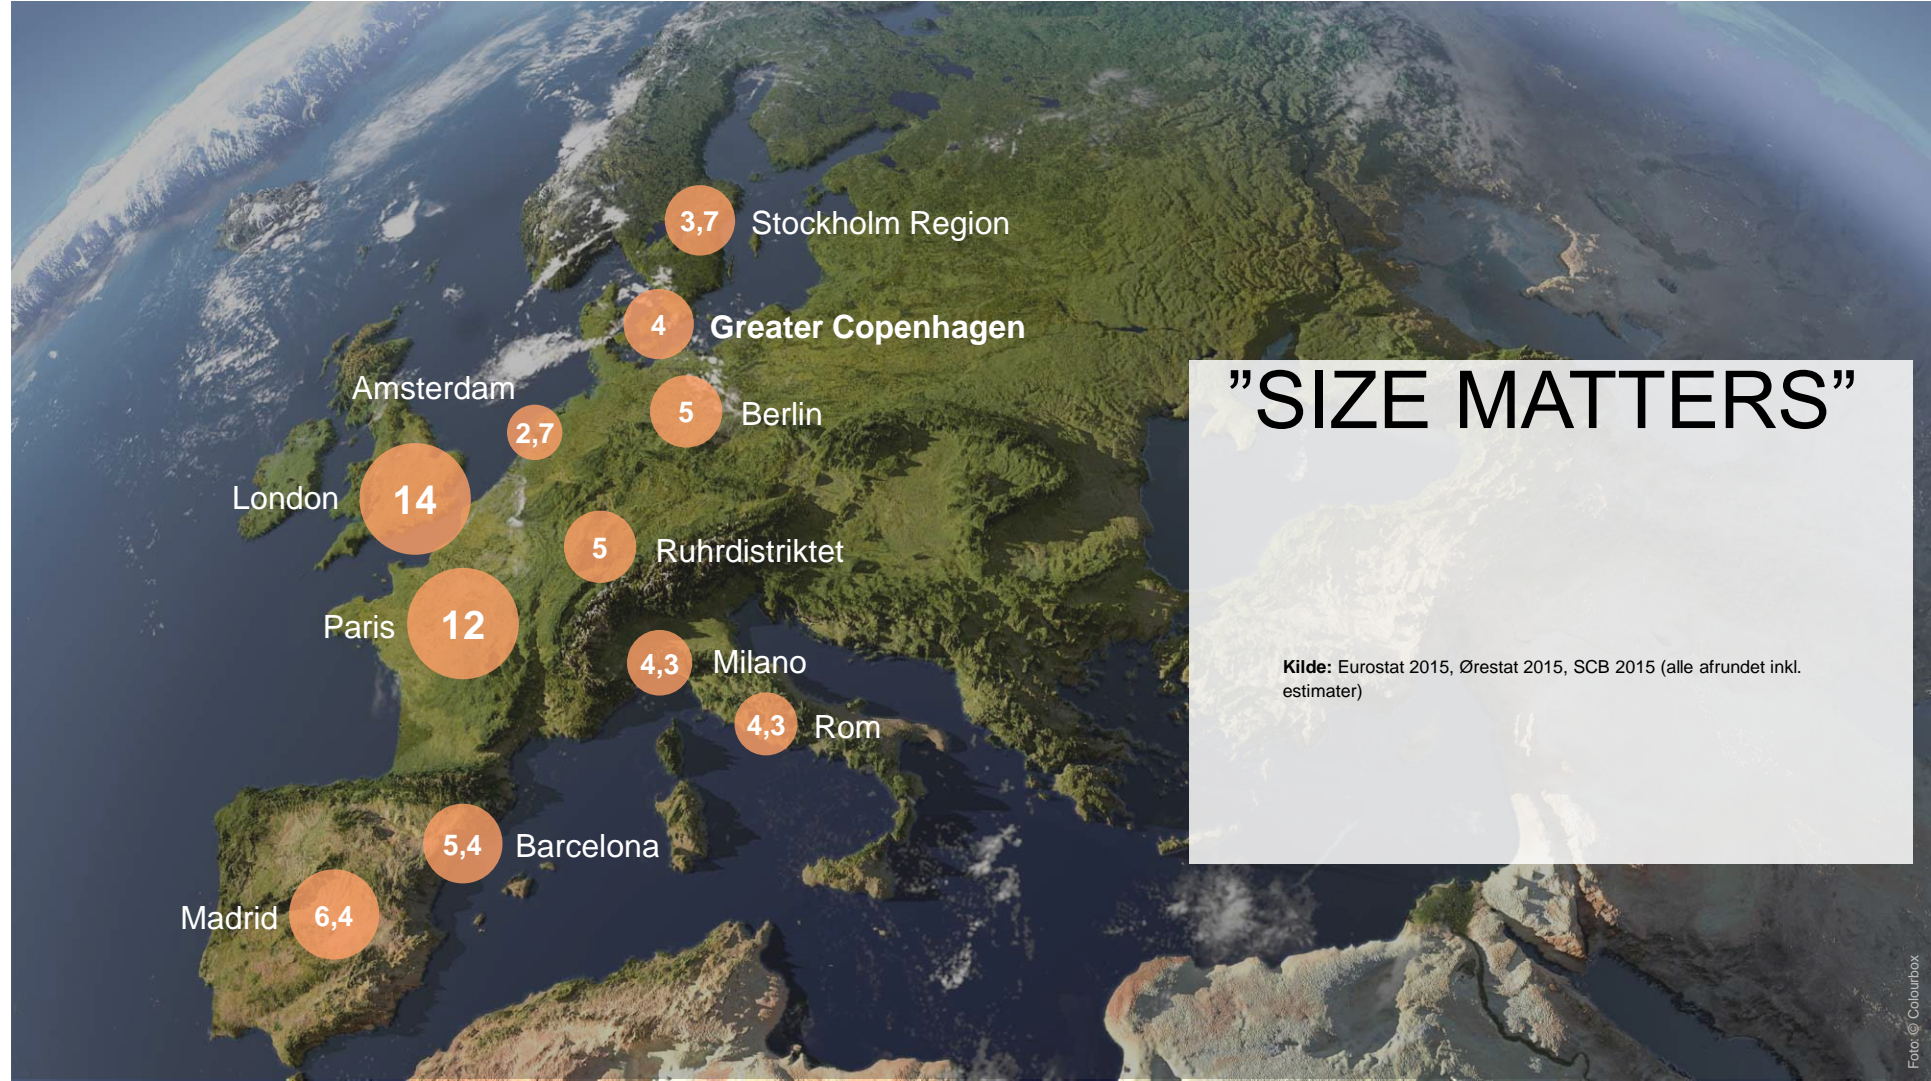 3,7 Stockholm Region
4 Greater Copenhagen
Amsterdam
2,7
5 Berlin
London 14
5 Ruhrdistriktet
Paris 12
4,3 Milano
4,3 Rom
5,4 Barcelona
Madrid 6,4
”SIZE MATTERS”
Kilde: Eurostat 2015, Ørestat 2015, SCB 2015 (alle afrundet inkl.
estimater)
Foto: © Colourbox